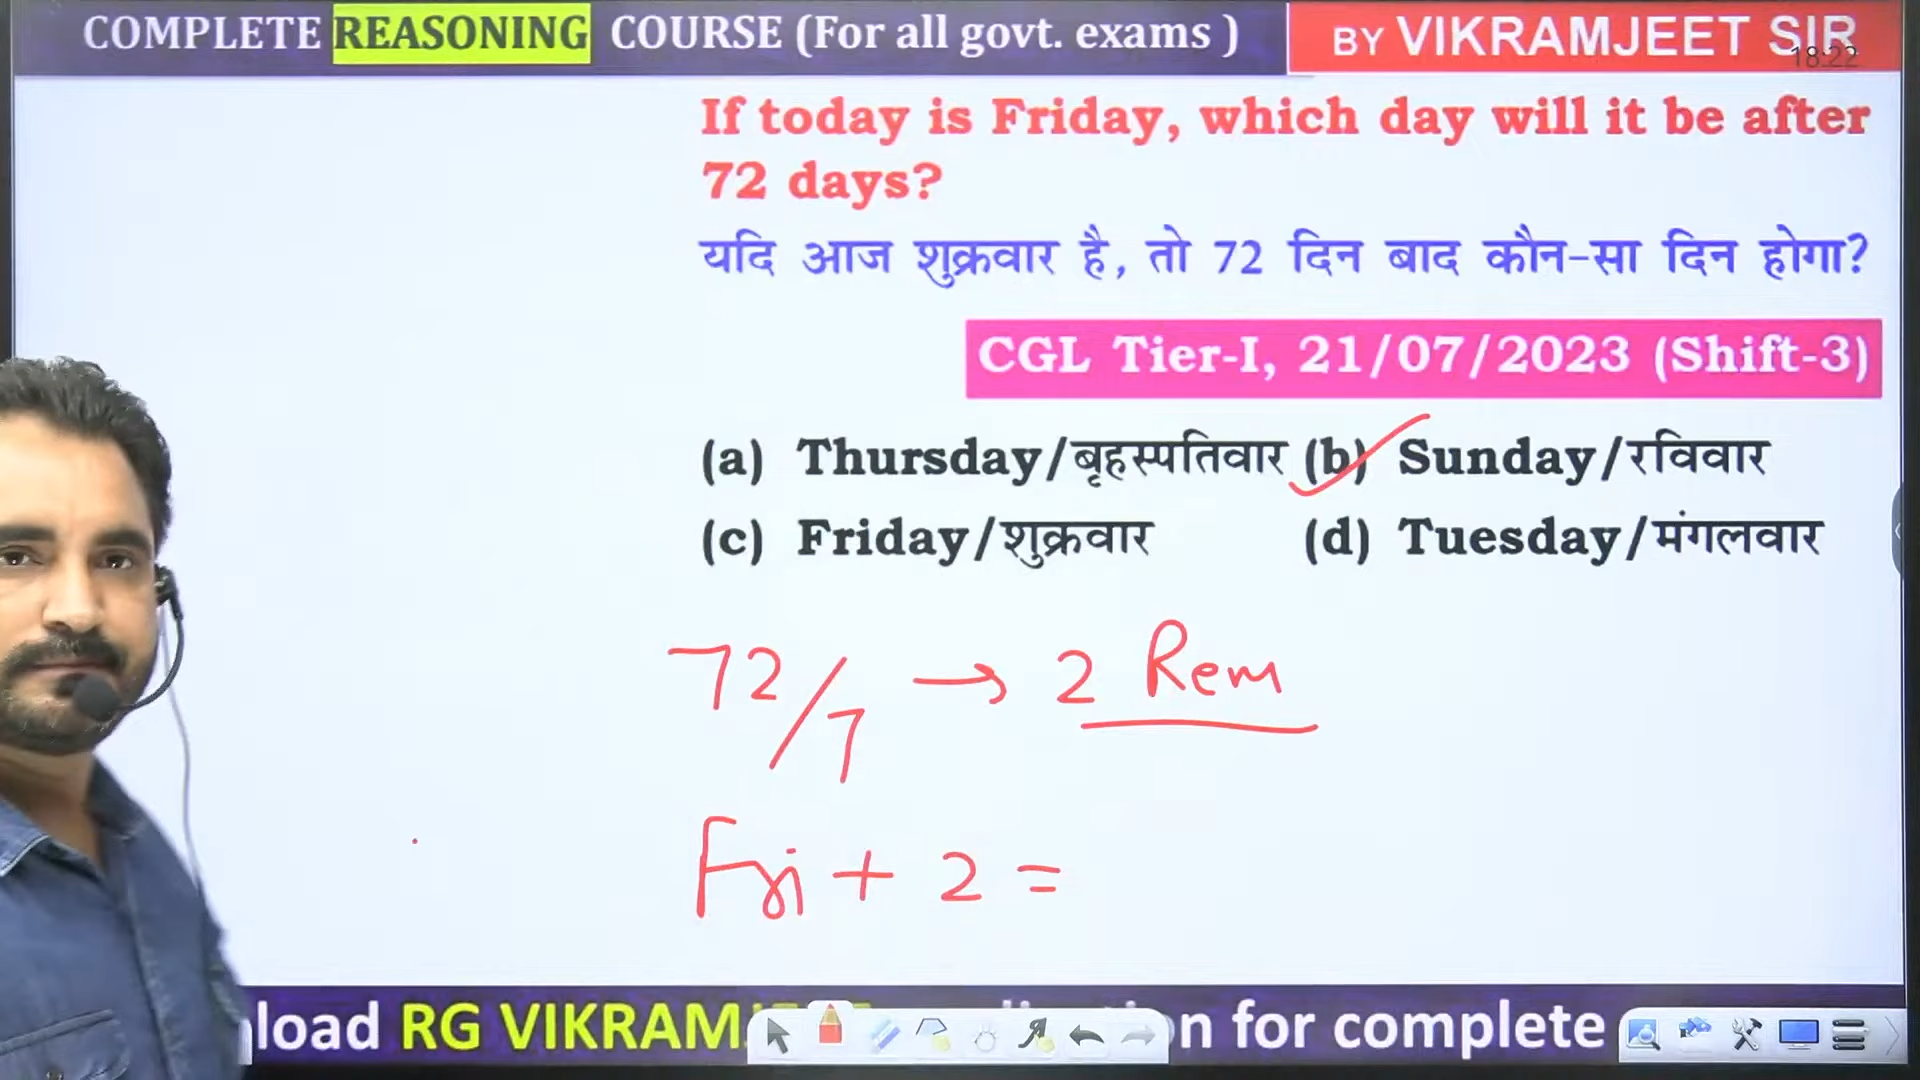 COMPLETE REASONING COURSE (For all govt. exams )
BY VIKRAMJEET SIR
18:22
If today is Friday, which day will it be after
72 days?
यदि आज शुक्रवार है, तो 72 दिन बाद कौन-सा दिन होगा?
CGL Tier-I, 21/07/2023 (Shift-3)
(a) Thursday/बृहस्पतिवार (b) Sunday/रविवार
(c) Friday/शुक्रवार (d) Tuesday/मंगलवार
72/7 → 2 Rem
Fri + 2 =
load RG VIKRAMJ n for complete